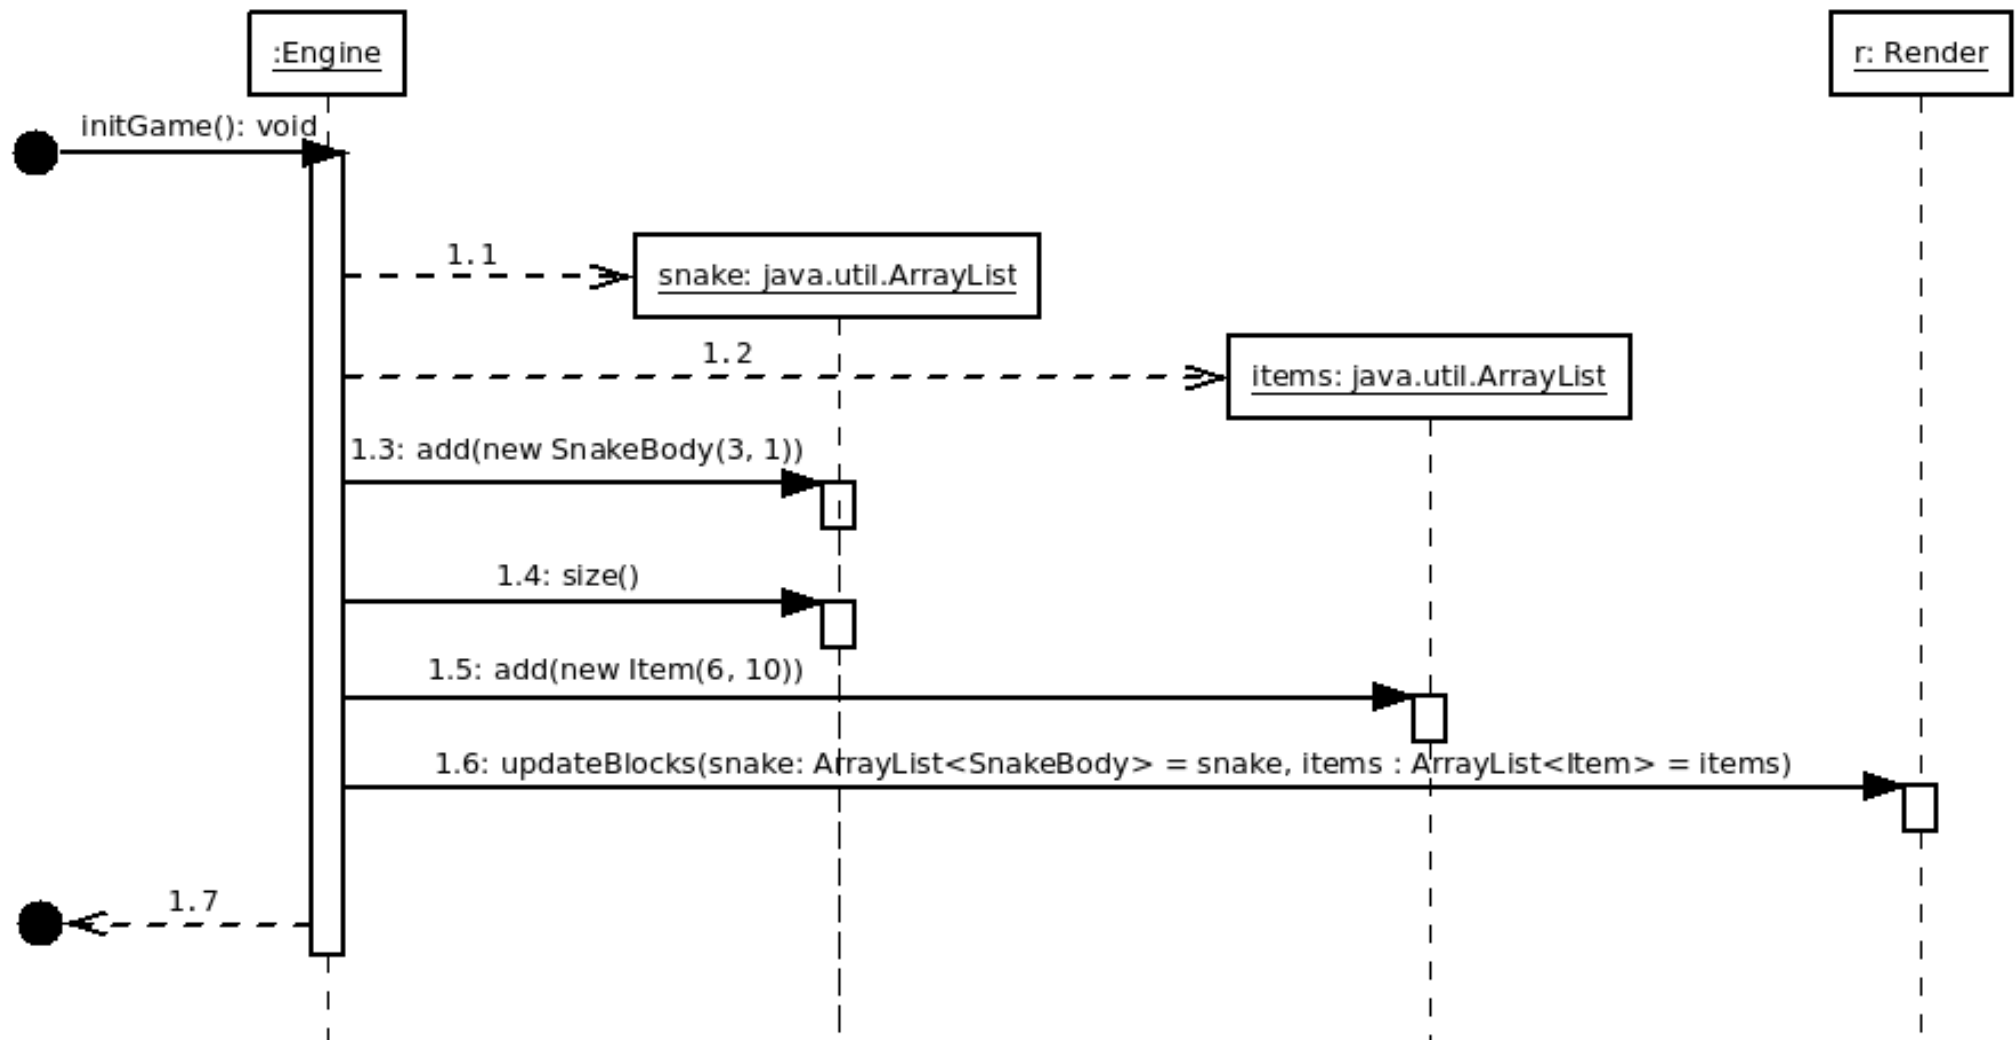 :Engine
r: Render
initGame(): void
1.1
snake: java.util.ArrayList
1.2
items: java.util.ArrayList
1.3: add(new SnakeBody(3, 1))
1.4: size()
1.5: add(new Item(6, 10))
1.6: updateBlocks(snake: ArrayList<SnakeBody> = snake, items : ArrayList<Item> = items)
1.7